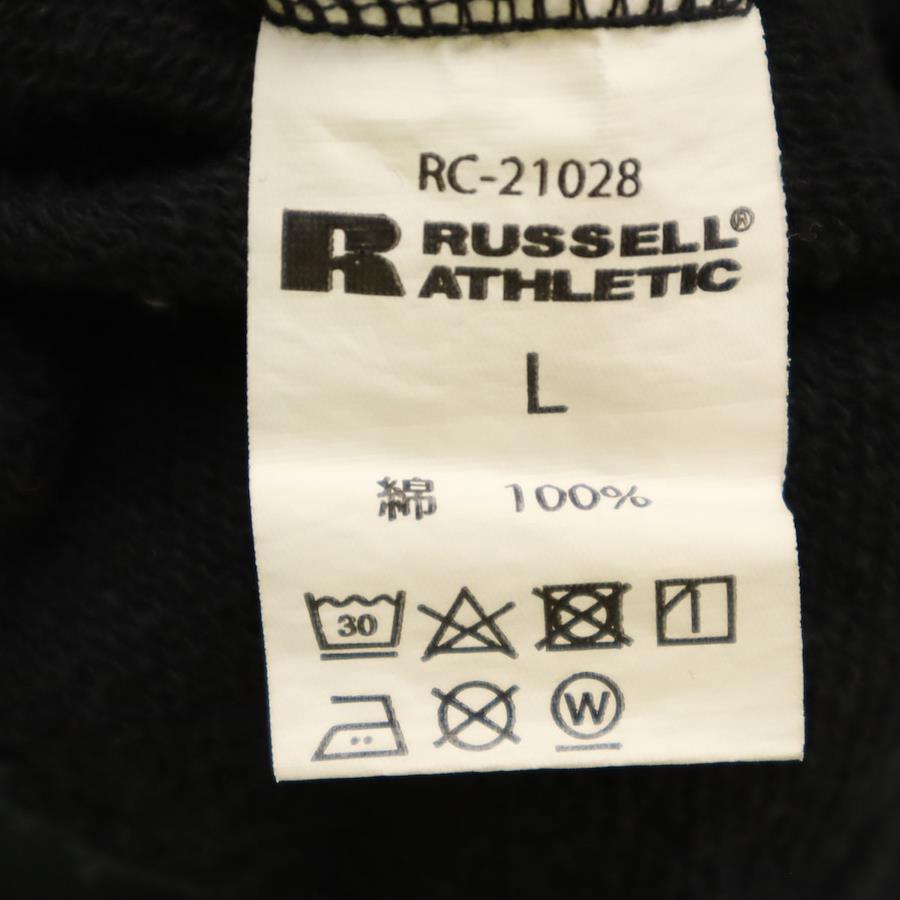 RC-21028
R RUSSELL®
ATHLETIC
L
綿 100%
30
W